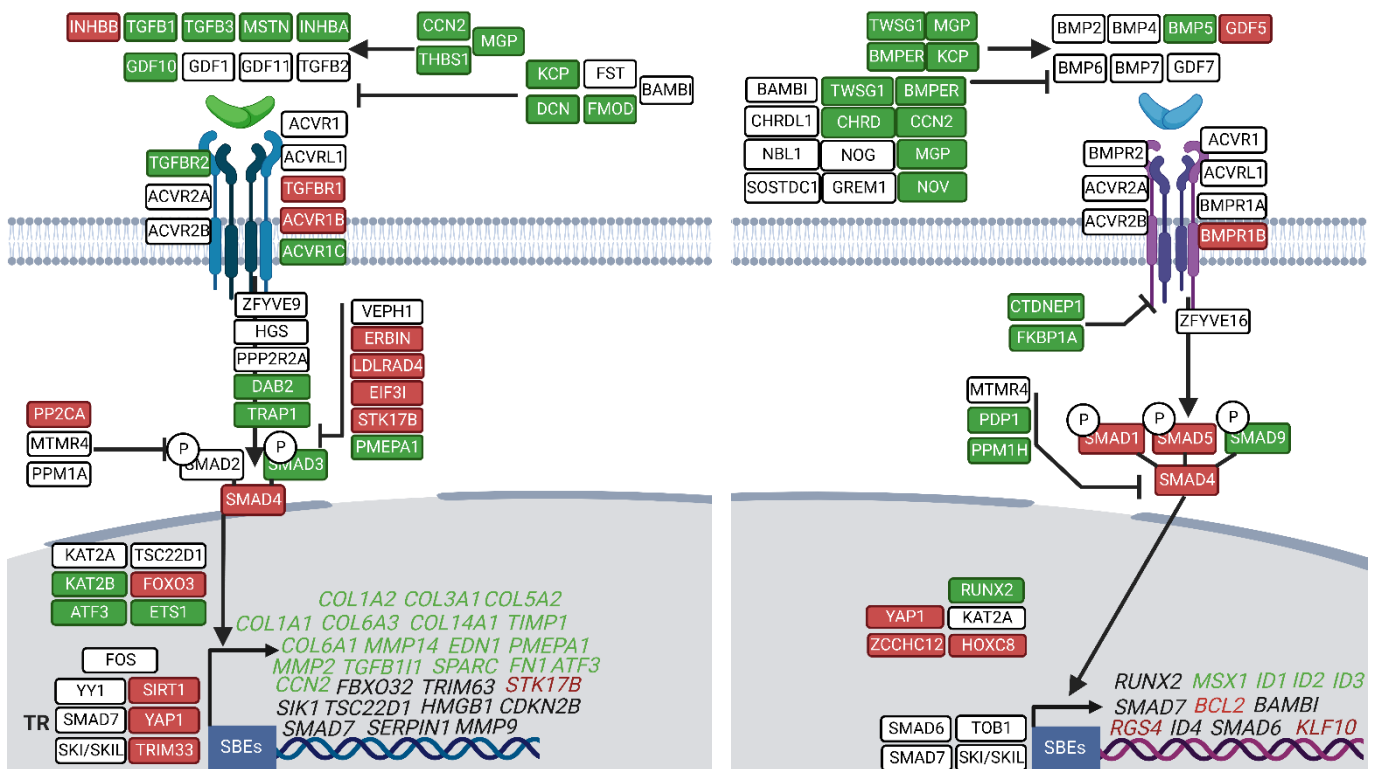 INHBB TGFB1 TGFB3 MSTN INHBA
GDF10 GDF1 GDF11 TGFB2
CCN2 MGP
THBS1
KCP FST BAMBI
DCN FMOD
ACVR1
ACVRL1
TGFBR1
ACVR1B
ACVR1C
TGFBR2
ACVR2A
ACVR2B
ZFYVE9
HGS
PPP2R2A
DAB2
TRAP1
VEPH1
ERBIN
LDLRAD4
EIF3I
STK17B
PMEPA1
PP2CA
MTMR4
PPM1A
P
SMAD2
P
SMAD3
SMAD4
KAT2A TSC22D1
KAT2B FOXO3
ATF3 ETS1
FOS
YY1 SIRT1
TR SMAD7 YAP1
SKI/SKIL TRIM33
SBEs
COL1A2 COL3A1 COL5A2
COL1A1 COL6A3 COL14A1 TIMP1
COL6A1 MMP14 EDN1 PMEPA1
MMP2 TGFB1I1 SPARC FN1 ATF3
CCN2 FBXO32 TRIM63 STK17B
SIK1 TSC22D1 HMGB1 CDKN2B
SMAD7 SERPIN1 MMP9
TWSG1 MGP
BMPER KCP
BMP2 BMP4 BMP5 GDF5
BMP6 BMP7 GDF7
BAMBI TWSG1 BMPER
CHRDL1 CHRD CCN2
NBL1 NOG MGP
SOSTDC1 GREM1 NOV
BMPR2
ACVR2A
ACVR2B
ACVR1
ACVRL1
BMPR1A
BMPR1B
CTDNEP1
FKBP1A
ZFYVE16
MTMR4
PDP1
PPM1H
P P P
SMAD1 SMAD5 SMAD9
SMAD4
RUNX2
YAP1 KAT2A
ZCCHC12 HOXC8
SMAD6 TOB1
SMAD7 SKI/SKIL
SBEs
RUNX2 MSX1 ID1 ID2 ID3
SMAD7 BCL2 BAMBI
RGS4 ID4 SMAD6 KLF10